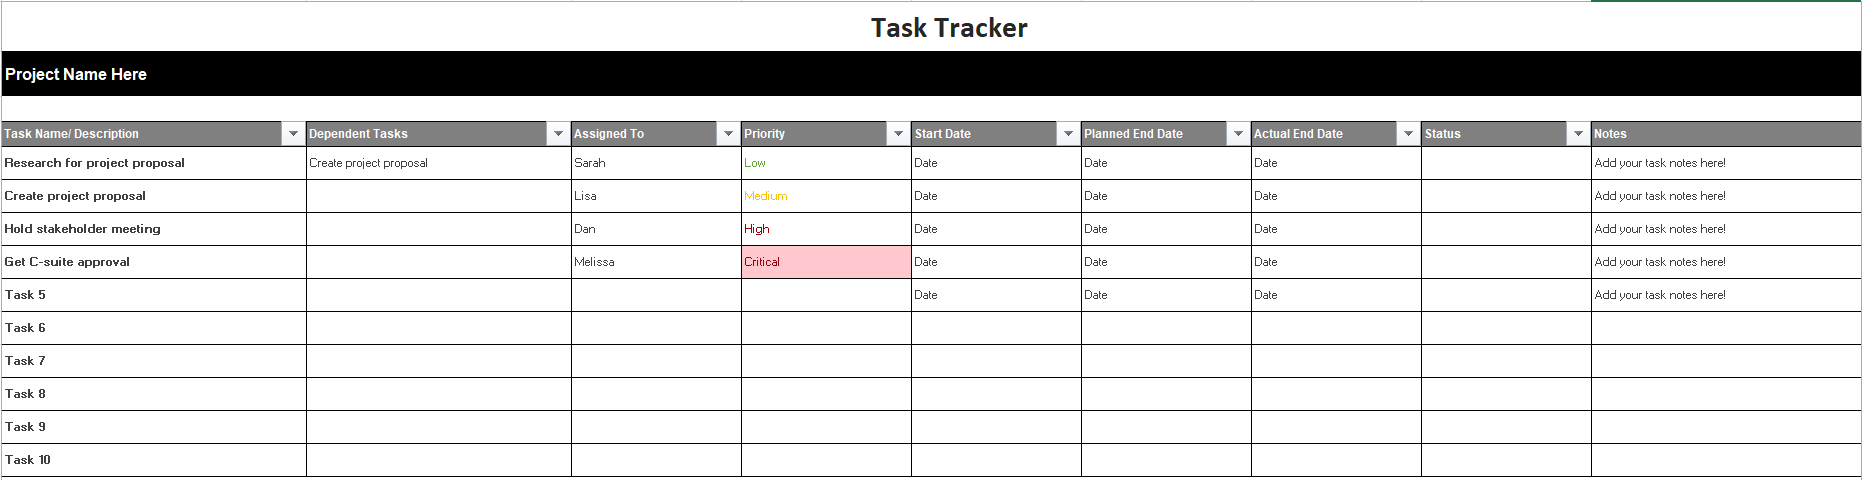 Task Tracker
Project Name Here
Task Name/ Description Dependent Tasks Assigned To Priority Start Date Planned End Date Actual End Date Status Notes
Research for project proposal Create project proposal Sarah Low Date Date Date Add your task notes here!
Create project proposal Lisa Medium Date Date Date Add your task notes here!
Hold stakeholder meeting Dan High Date Date Date Add your task notes here!
Get C-suite approval Melissa Critical Date Date Date Add your task notes here!
Task 5 Date Date Date Add your task notes here!
Task 6
Task 7
Task 8
Task 9
Task 10